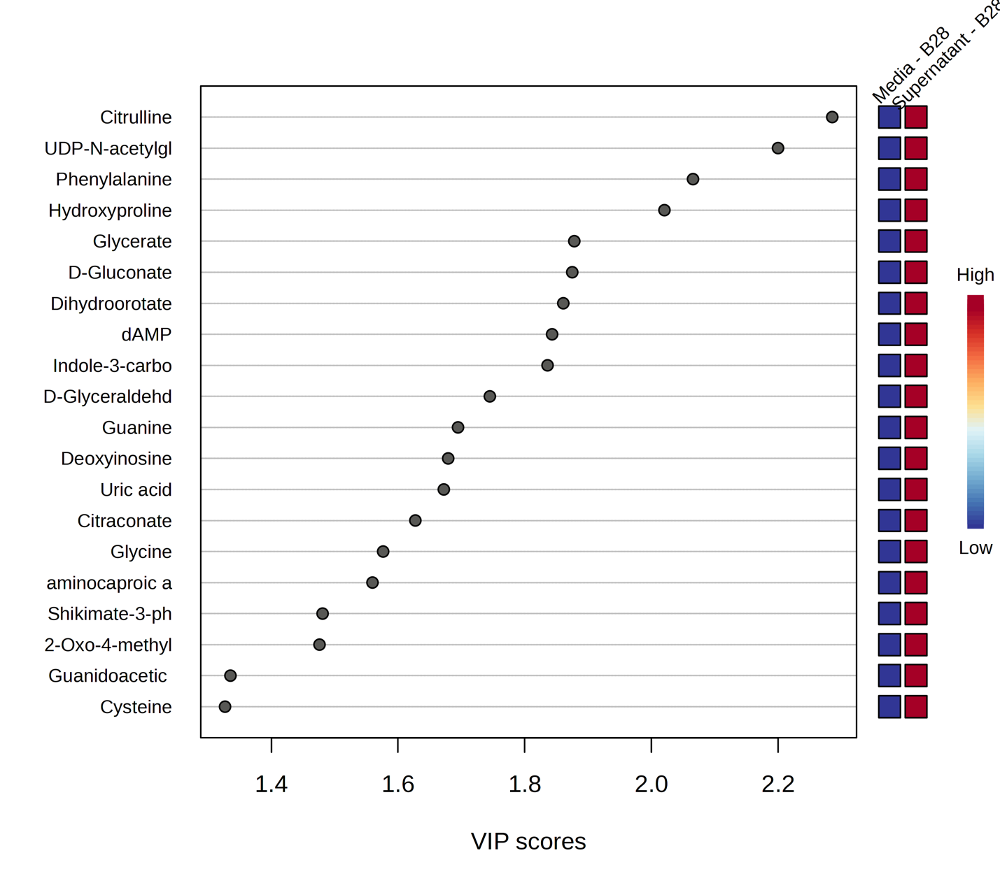 Media - B28
Supernatant - B28
Citrulline
UDP-N-acetylgl
Phenylalanine
Hydroxyproline
Glycerate
D-Gluconate
Dihydroorotate
dAMP
Indole-3-carbo
D-Glyceraldehd
Guanine
Deoxyinosine
Uric acid
Citraconate
Glycine
aminocaproic a
Shikimate-3-ph
2-Oxo-4-methyl
Guanidoacetic
Cysteine
High
Low
1.4 1.6 1.8 2.0 2.2
VIP scores